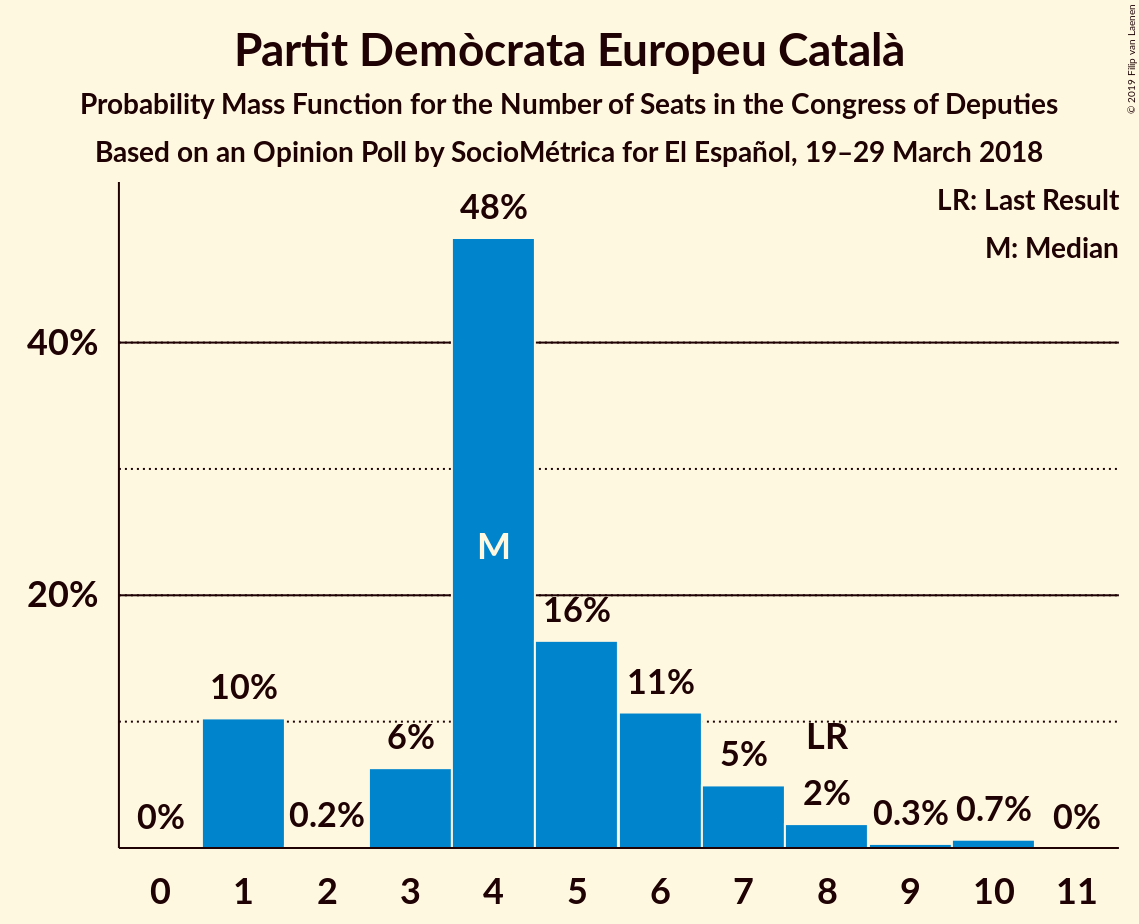 Partit Demòcrata Europeu Català
Probability Mass Function for the Number of Seats in the Congress of Deputies
Based on an Opinion Poll by SocioMétrica for El Español, 19–29 March 2018
© 2019 Filip van Laenen
LR: Last Result
M: Median
40%
20%
0%
10%
0.2%
6%
48%
M
16%
11%
5%
LR
2%
0.3%
0.7%
0%
0 1 2 3 4 5 6 7 8 9 10 11